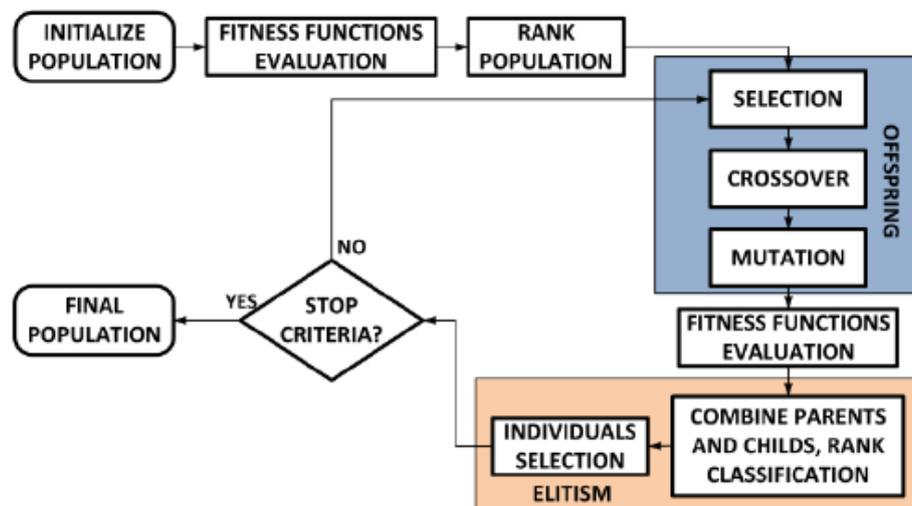 INITIALIZE
POPULATION
FITNESS FUNCTIONS
EVALUATION
RANK
POPULATION
SELECTION
CROSSOVER
MUTATION
OFFSPRING
FITNESS FUNCTIONS
EVALUATION
COMBINE PARENTS
AND CHILDS, RANK
CLASSIFICATION
INDIVIDUALS
SELECTION
ELITISM
STOP
CRITERIA?
NO
YES
FINAL
POPULATION